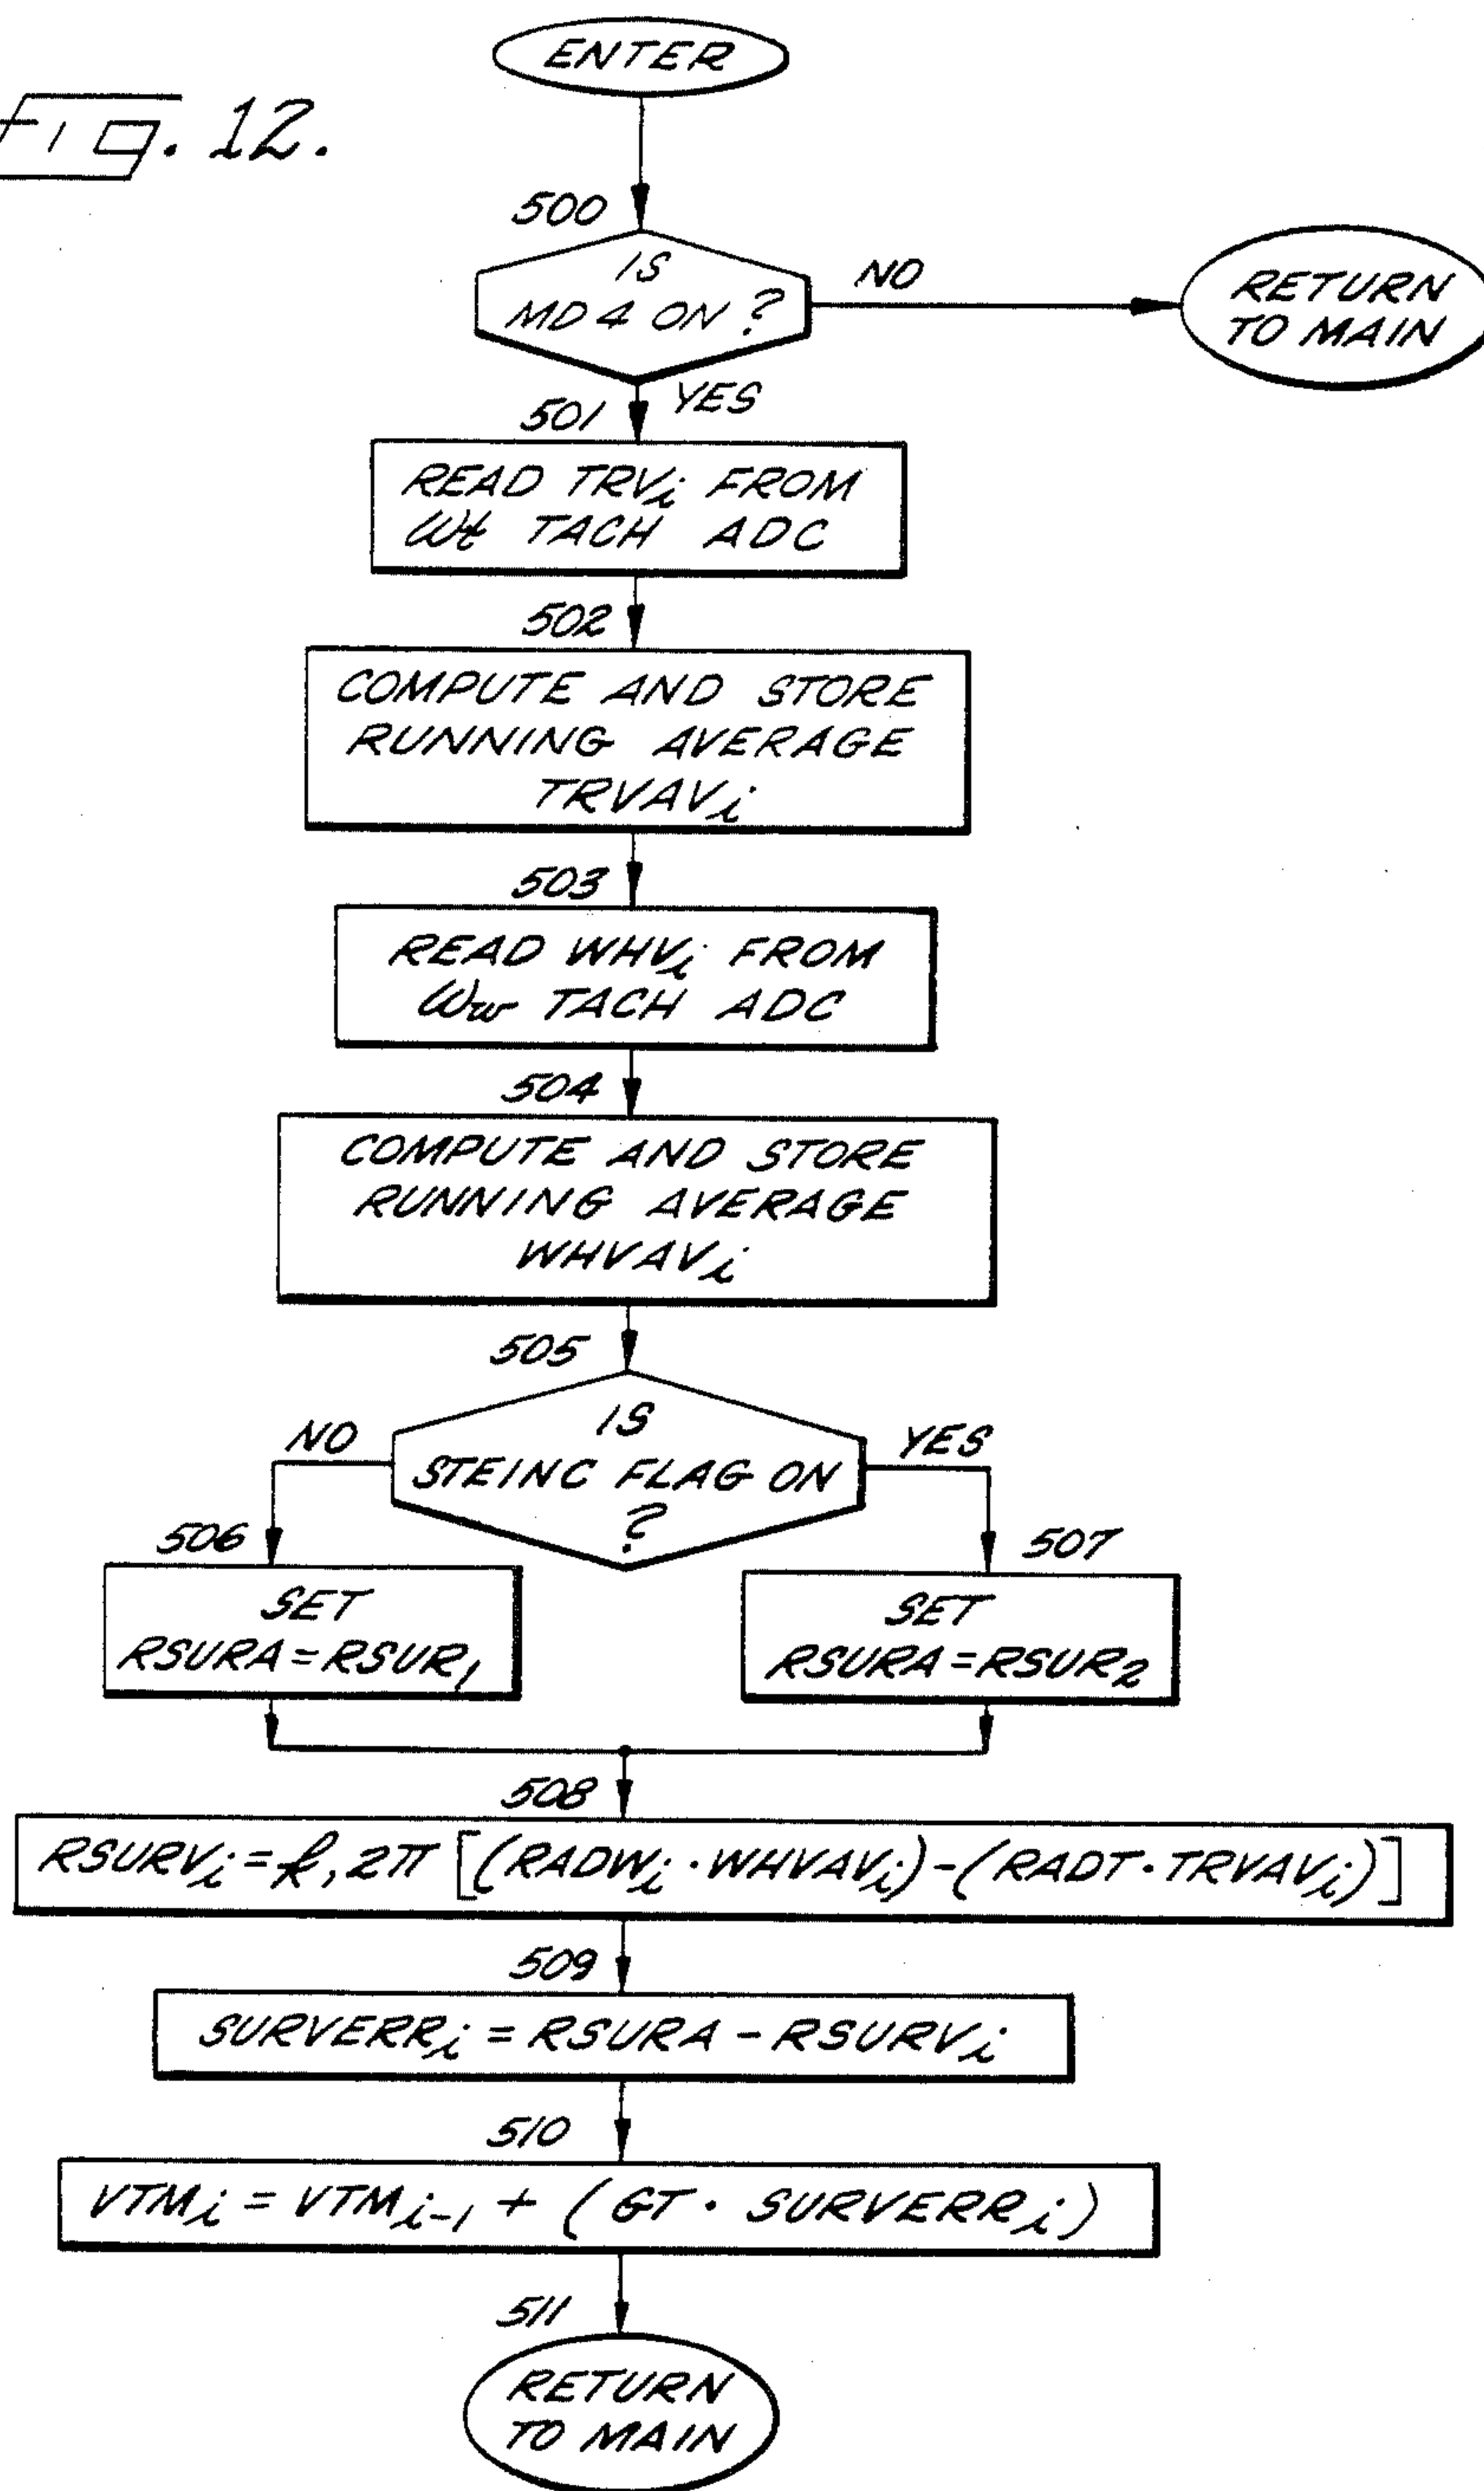 Fig. 12.
ENTER
500
IS
MD4 ON ?
NO
RETURN
TO MAIN
YES
501
READ TRVi FROM
ωt TACH ADC
502
COMPUTE AND STORE
RUNNING AVERAGE
TRVAVi
503
READ WHVi FROM
ωw TACH ADC
504
COMPUTE AND STORE
RUNNING AVERAGE
WHVAVi
505
IS
STEINC FLAG ON
?
NO
YES
506
SET
RSURA=RSUR1
507
SET
RSURA=RSUR2
508
RSURVi=k,2π[(RADWi·WHVAVi)-(RADT·TRVAVi)]
509
SURVERRi = RSURA - RSURVi
510
VTMi = VTMi-1 + (GT · SURVERRi)
511
RETURN
TO MAIN